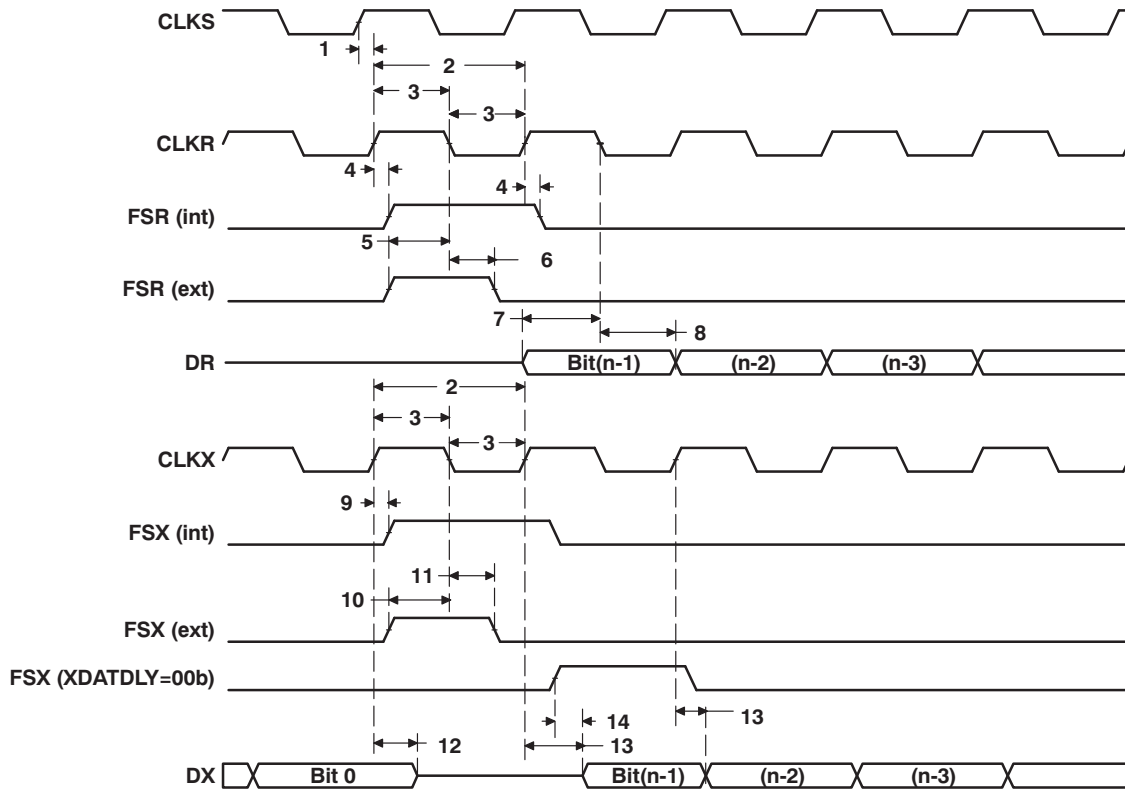 CLKS
1
2
3
3
CLKR
4
4
FSR (int)
5
6
FSR (ext)
7
8
DR
Bit(n-1)
(n-2)
(n-3)
2
3
3
CLKX
9
FSX (int)
11
10
FSX (ext)
FSX (XDATDLY=00b)
14
13
12
13
DX
Bit 0
Bit(n-1)
(n-2)
(n-3)